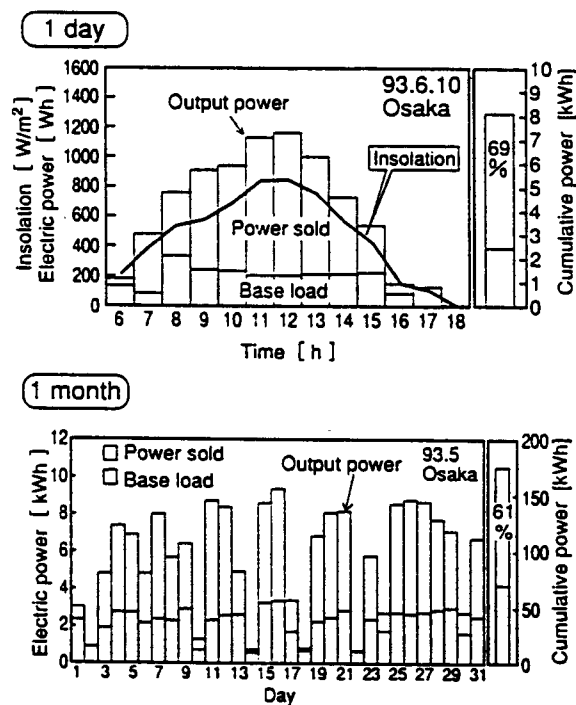 1 day
Insolation [ W/m² ]
Electric power [ Wh ]
1600
1400
1200
1000
800
600
400
200
0
Output power
93.6.10
Osaka
Insolation
Power sold
Base load
6 7 8 9 10 11 12 13 14 15 16 17 18
Time [ h ]
69
%
10
9
8
7
6
5
4
3
2
1
0
Cumulative power [kWh]
1 month
Electric power [ kWh ]
12
10
8
6
4
2
0
Power sold
Base load
Output power
93.5
Osaka
1 3 5 7 9 11 13 15 17 19 21 23 25 27 29 31
Day
61
%
200
150
100
50
0
Cumulative power [kWh]